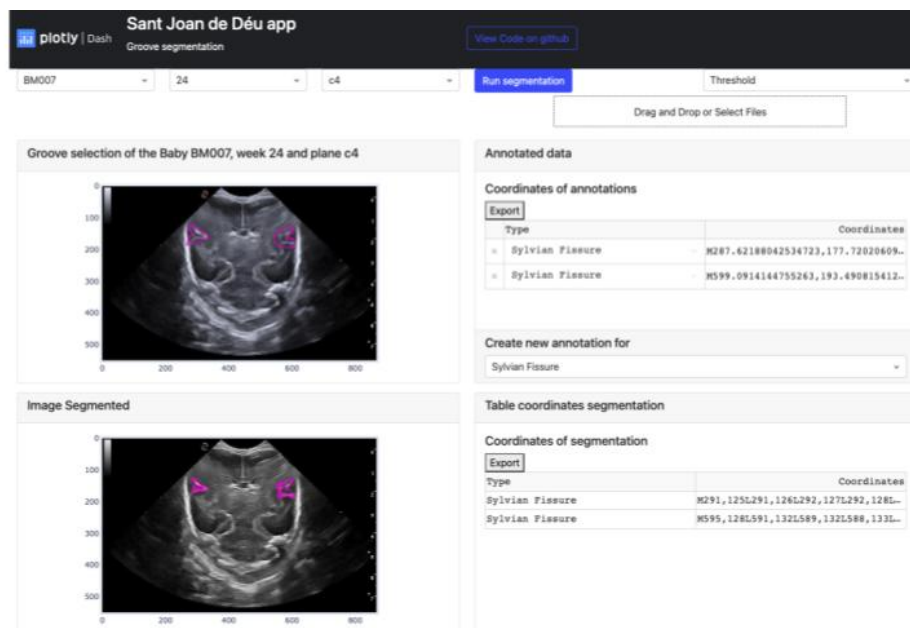 plotly | Dash
Sant Joan de Déu app
Groove segmentation
View Code on github
BM007
24
c4
Run segmentation
Threshold
Drag and Drop or Select Files
Groove selection of the Baby BM007, week 24 and plane c4
0
100
200
300
400
500
0 200 400 600 800
Annotated data
Coordinates of annotations
Export
Type Coordinates
Sylvian Fissure M287.62188042534723,177.72020609…
Sylvian Fissure M599.0914144755263,193.490815412…
Create new annotation for
Sylvian Fissure
Image Segmented
0
100
200
300
400
500
0 200 400 600 800
Table coordinates segmentation
Coordinates of segmentation
Export
Type Coordinates
Sylvian Fissure M291,125L291,126L292,127L292,128L…
Sylvian Fissure M595,128L591,132L589,132L588,133L…